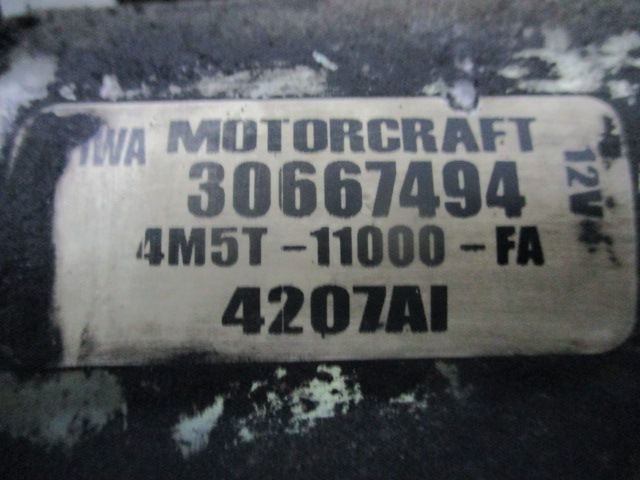 IWA MOTORCRAFT
30667494
12V
4M5T-11000-FA
4207AI